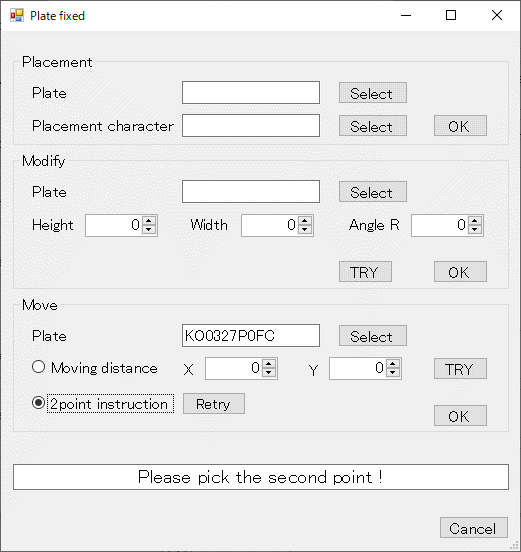 Plate fixed
Placement
Plate Select
Placement character Select OK
Modify
Plate Select
Height 0 Width 0 Angle R 0
TRY OK
Move
Plate KO0327P0FC Select
Moving distance X 0 Y 0 TRY
2point instruction Retry
OK
Please pick the second point !
Cancel